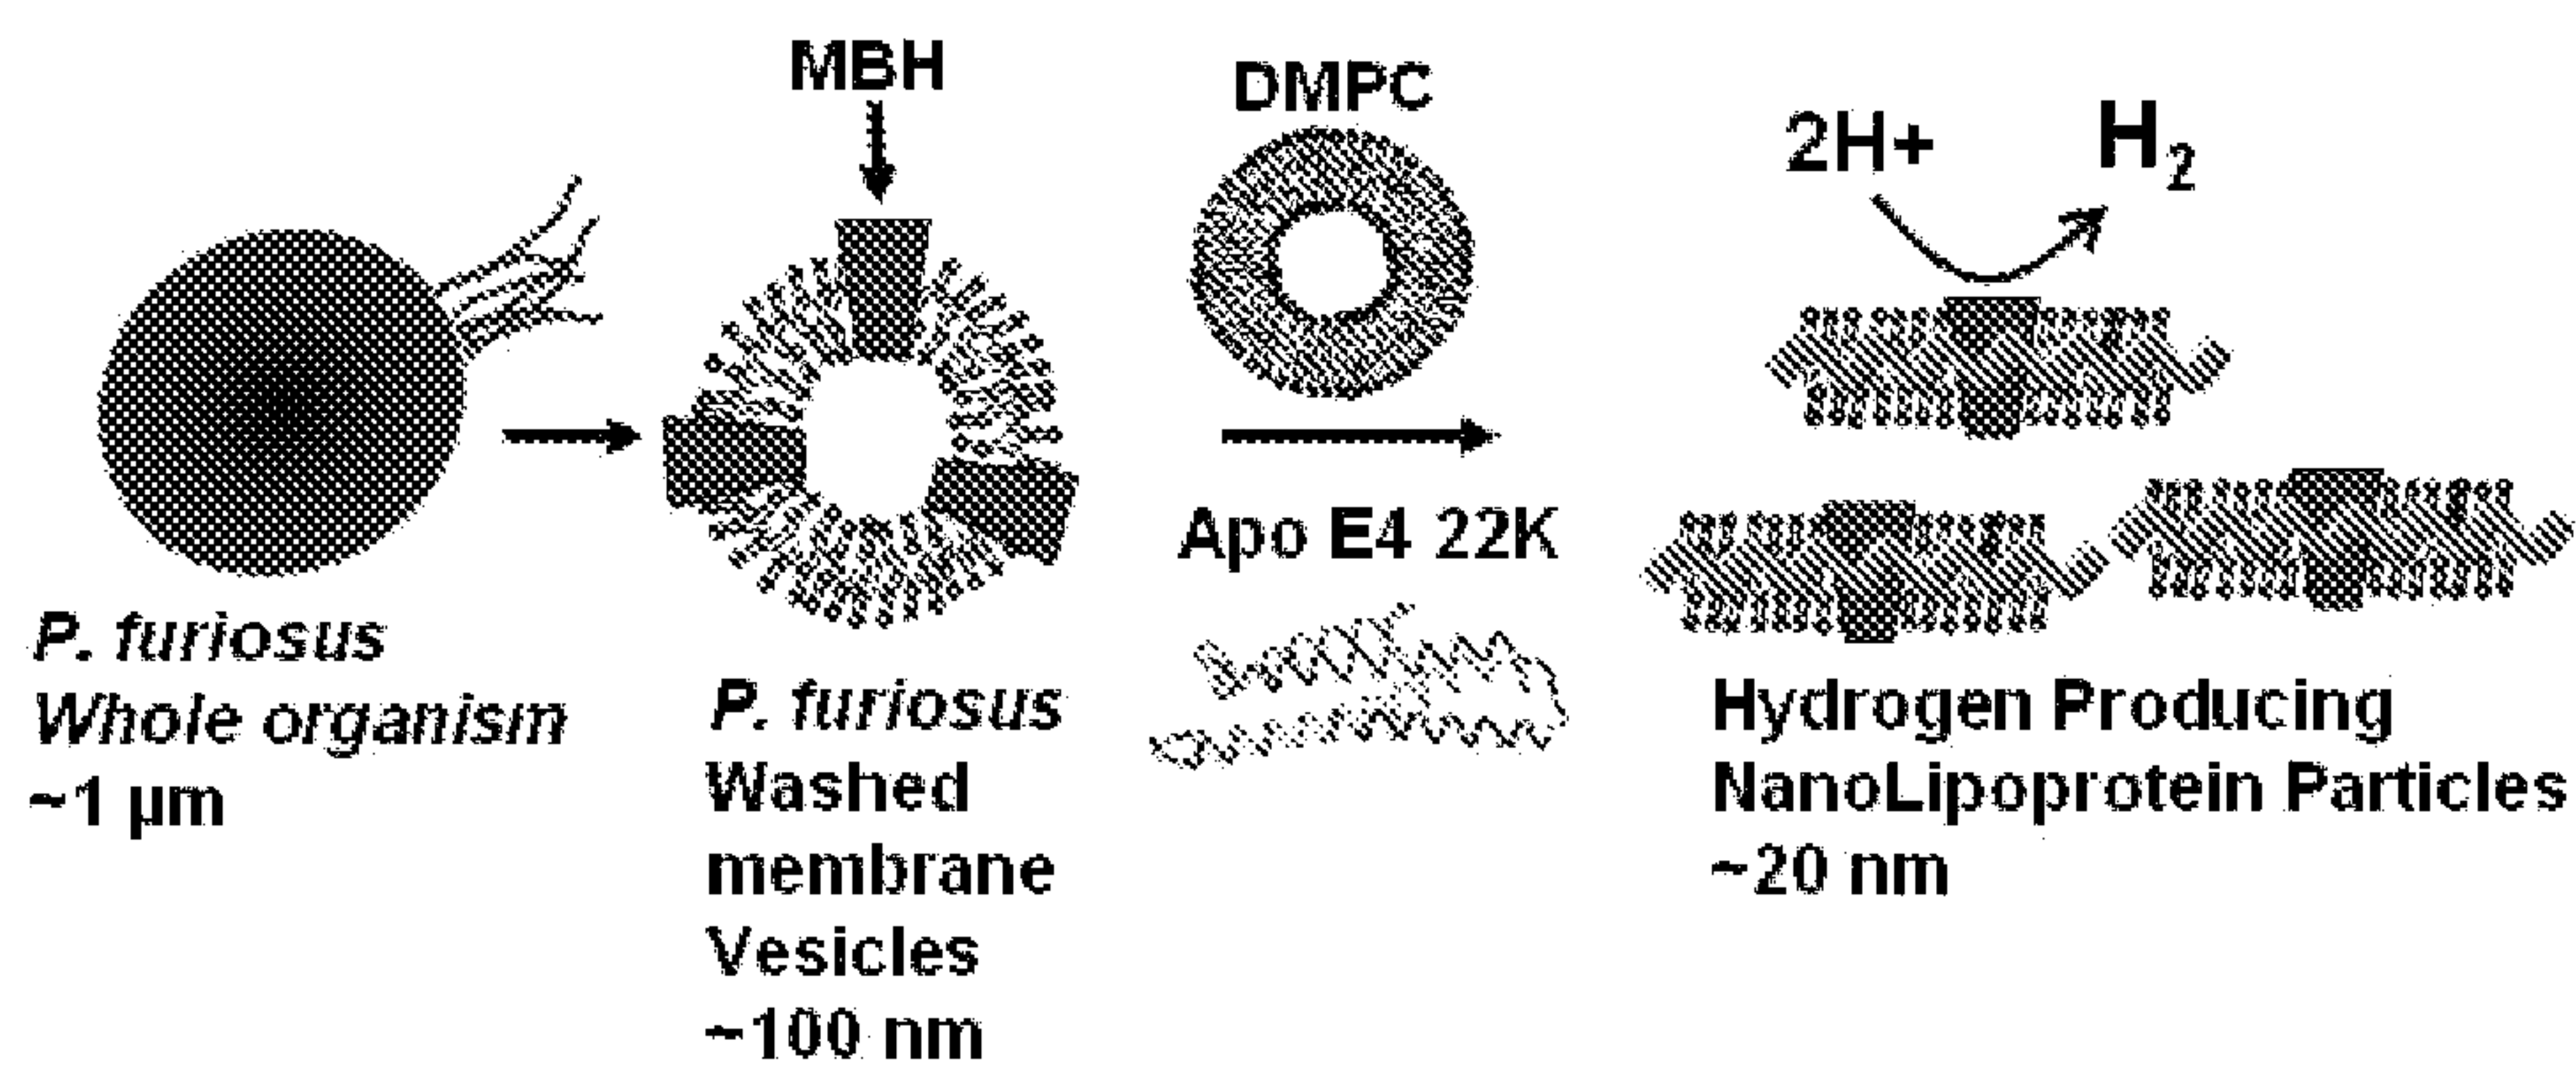 MBH
DMPC
2H+
H2
Apo E4 22K
P. furiosus
Whole organism
~1 µm
P. furiosus
Washed
membrane
Vesicles
~100 nm
Hydrogen Producing
NanoLipoprotein Particles
~20 nm